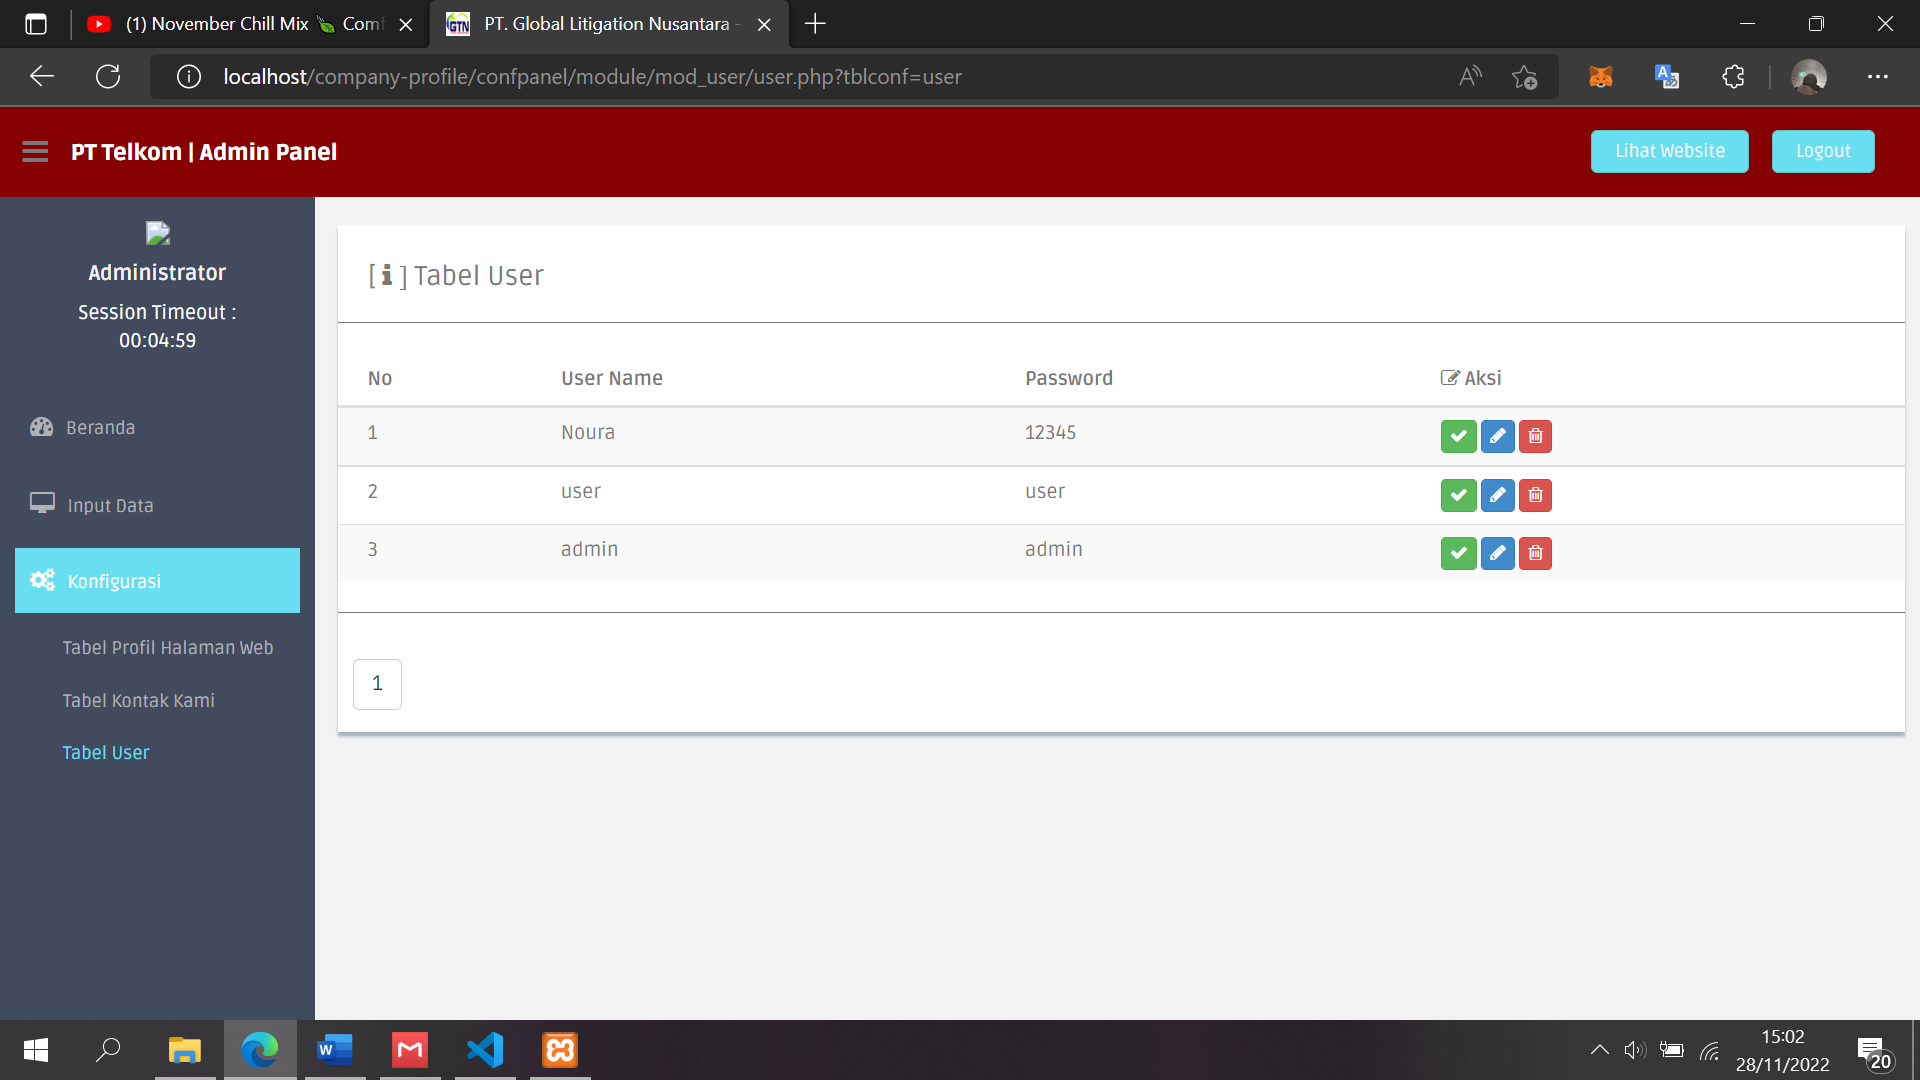 (1) November Chill Mix 🍃 Comf
GTN PT. Global Litigation Nusantara -
localhost/company-profile/confpanel/module/mod_user/user.php?tblconf=user
PT Telkom | Admin Panel
Lihat Website
Logout
Administrator
Session Timeout :
00:04:59
Beranda
Input Data
Konfigurasi
Tabel Profil Halaman Web
Tabel Kontak Kami
Tabel User
[ i ] Tabel User
No User Name Password Aksi
1 Noura 12345
2 user user
3 admin admin
1
15:02
28/11/2022
20